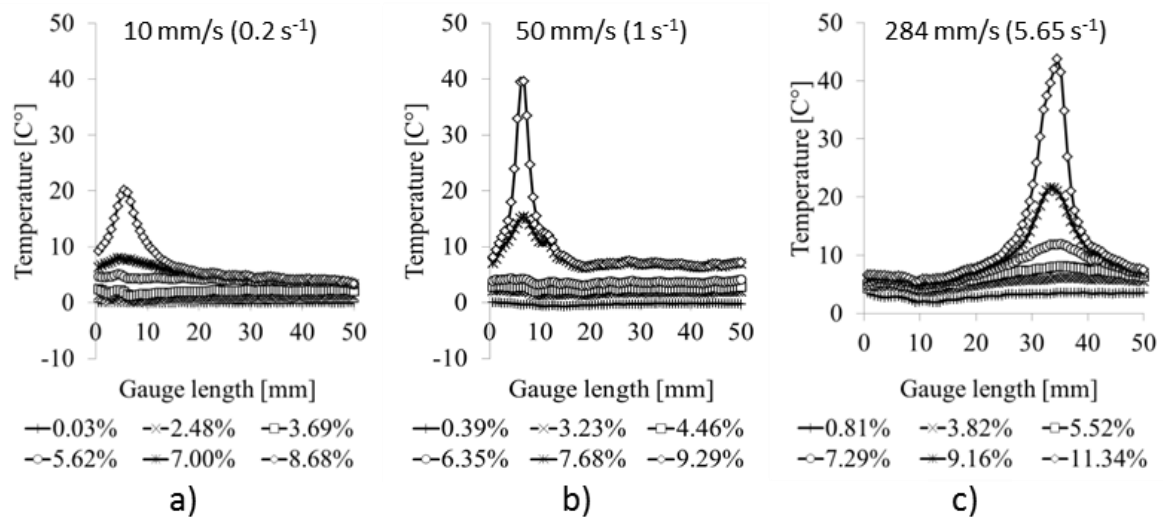 10 mm/s (0.2 s⁻¹)
50
40
30
20
10
0
-10
Temperature [C°]
0 10 20 30 40 50
Gauge length [mm]
0.03% 2.48% 3.69%
5.62% 7.00% 8.68%
a)
50 mm/s (1 s⁻¹)
50
40
30
20
10
0
-10
Temperature [C°]
0 10 20 30 40 50
Gauge length [mm]
0.39% 3.23% 4.46%
6.35% 7.68% 9.29%
b)
284 mm/s (5.65 s⁻¹)
50
40
30
20
10
0
Temperature [C°]
0 10 20 30 40 50
Gauge length [mm]
0.81% 3.82% 5.52%
7.29% 9.16% 11.34%
c)